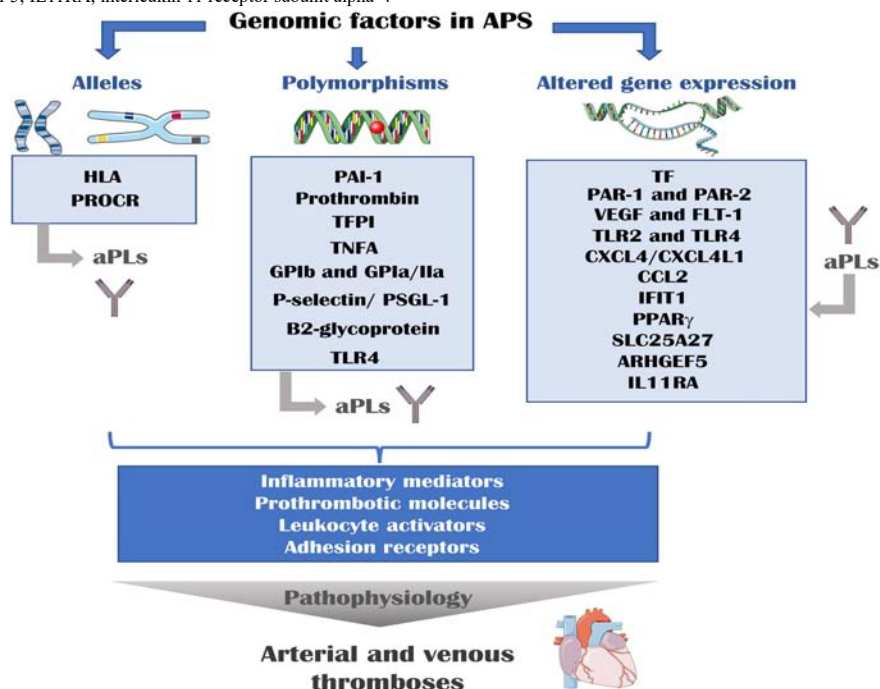 Genomic factors in APS
Alleles
HLA
PROCR
aPLs
Polymorphisms
PAI-1
Prothrombin
TFPI
TNFA
GPIb and GPIa/IIa
P-selectin/ PSGL-1
B2-glycoprotein
TLR4
aPLs
Altered gene expression
TF
PAR-1 and PAR-2
VEGF and FLT-1
TLR2 and TLR4
CXCL4/CXCL4L1
CCL2
IFIT1
PPARγ
SLC25A27
ARHGEF5
IL11RA
aPLs
Inflammatory mediators
Prothrombotic molecules
Leukocyte activators
Adhesion receptors
Pathophysiology
Arterial and venous
thromboses